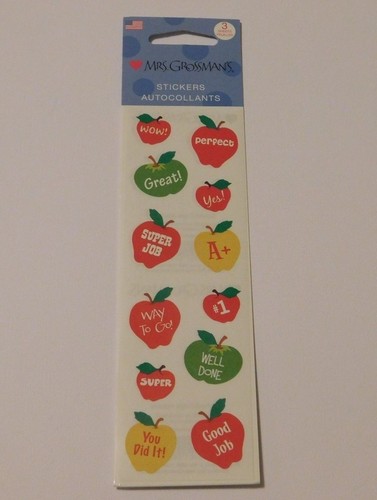 3
MRS. GROSSMAN'S
STICKERS
AUTOCOLLANTS
WOW!
Perfect
Great!
Yes!
SUPER
JOB
A+
#1
WAY
To Go!
WELL
DONE
SUPER
You
Did It!
Good
Job